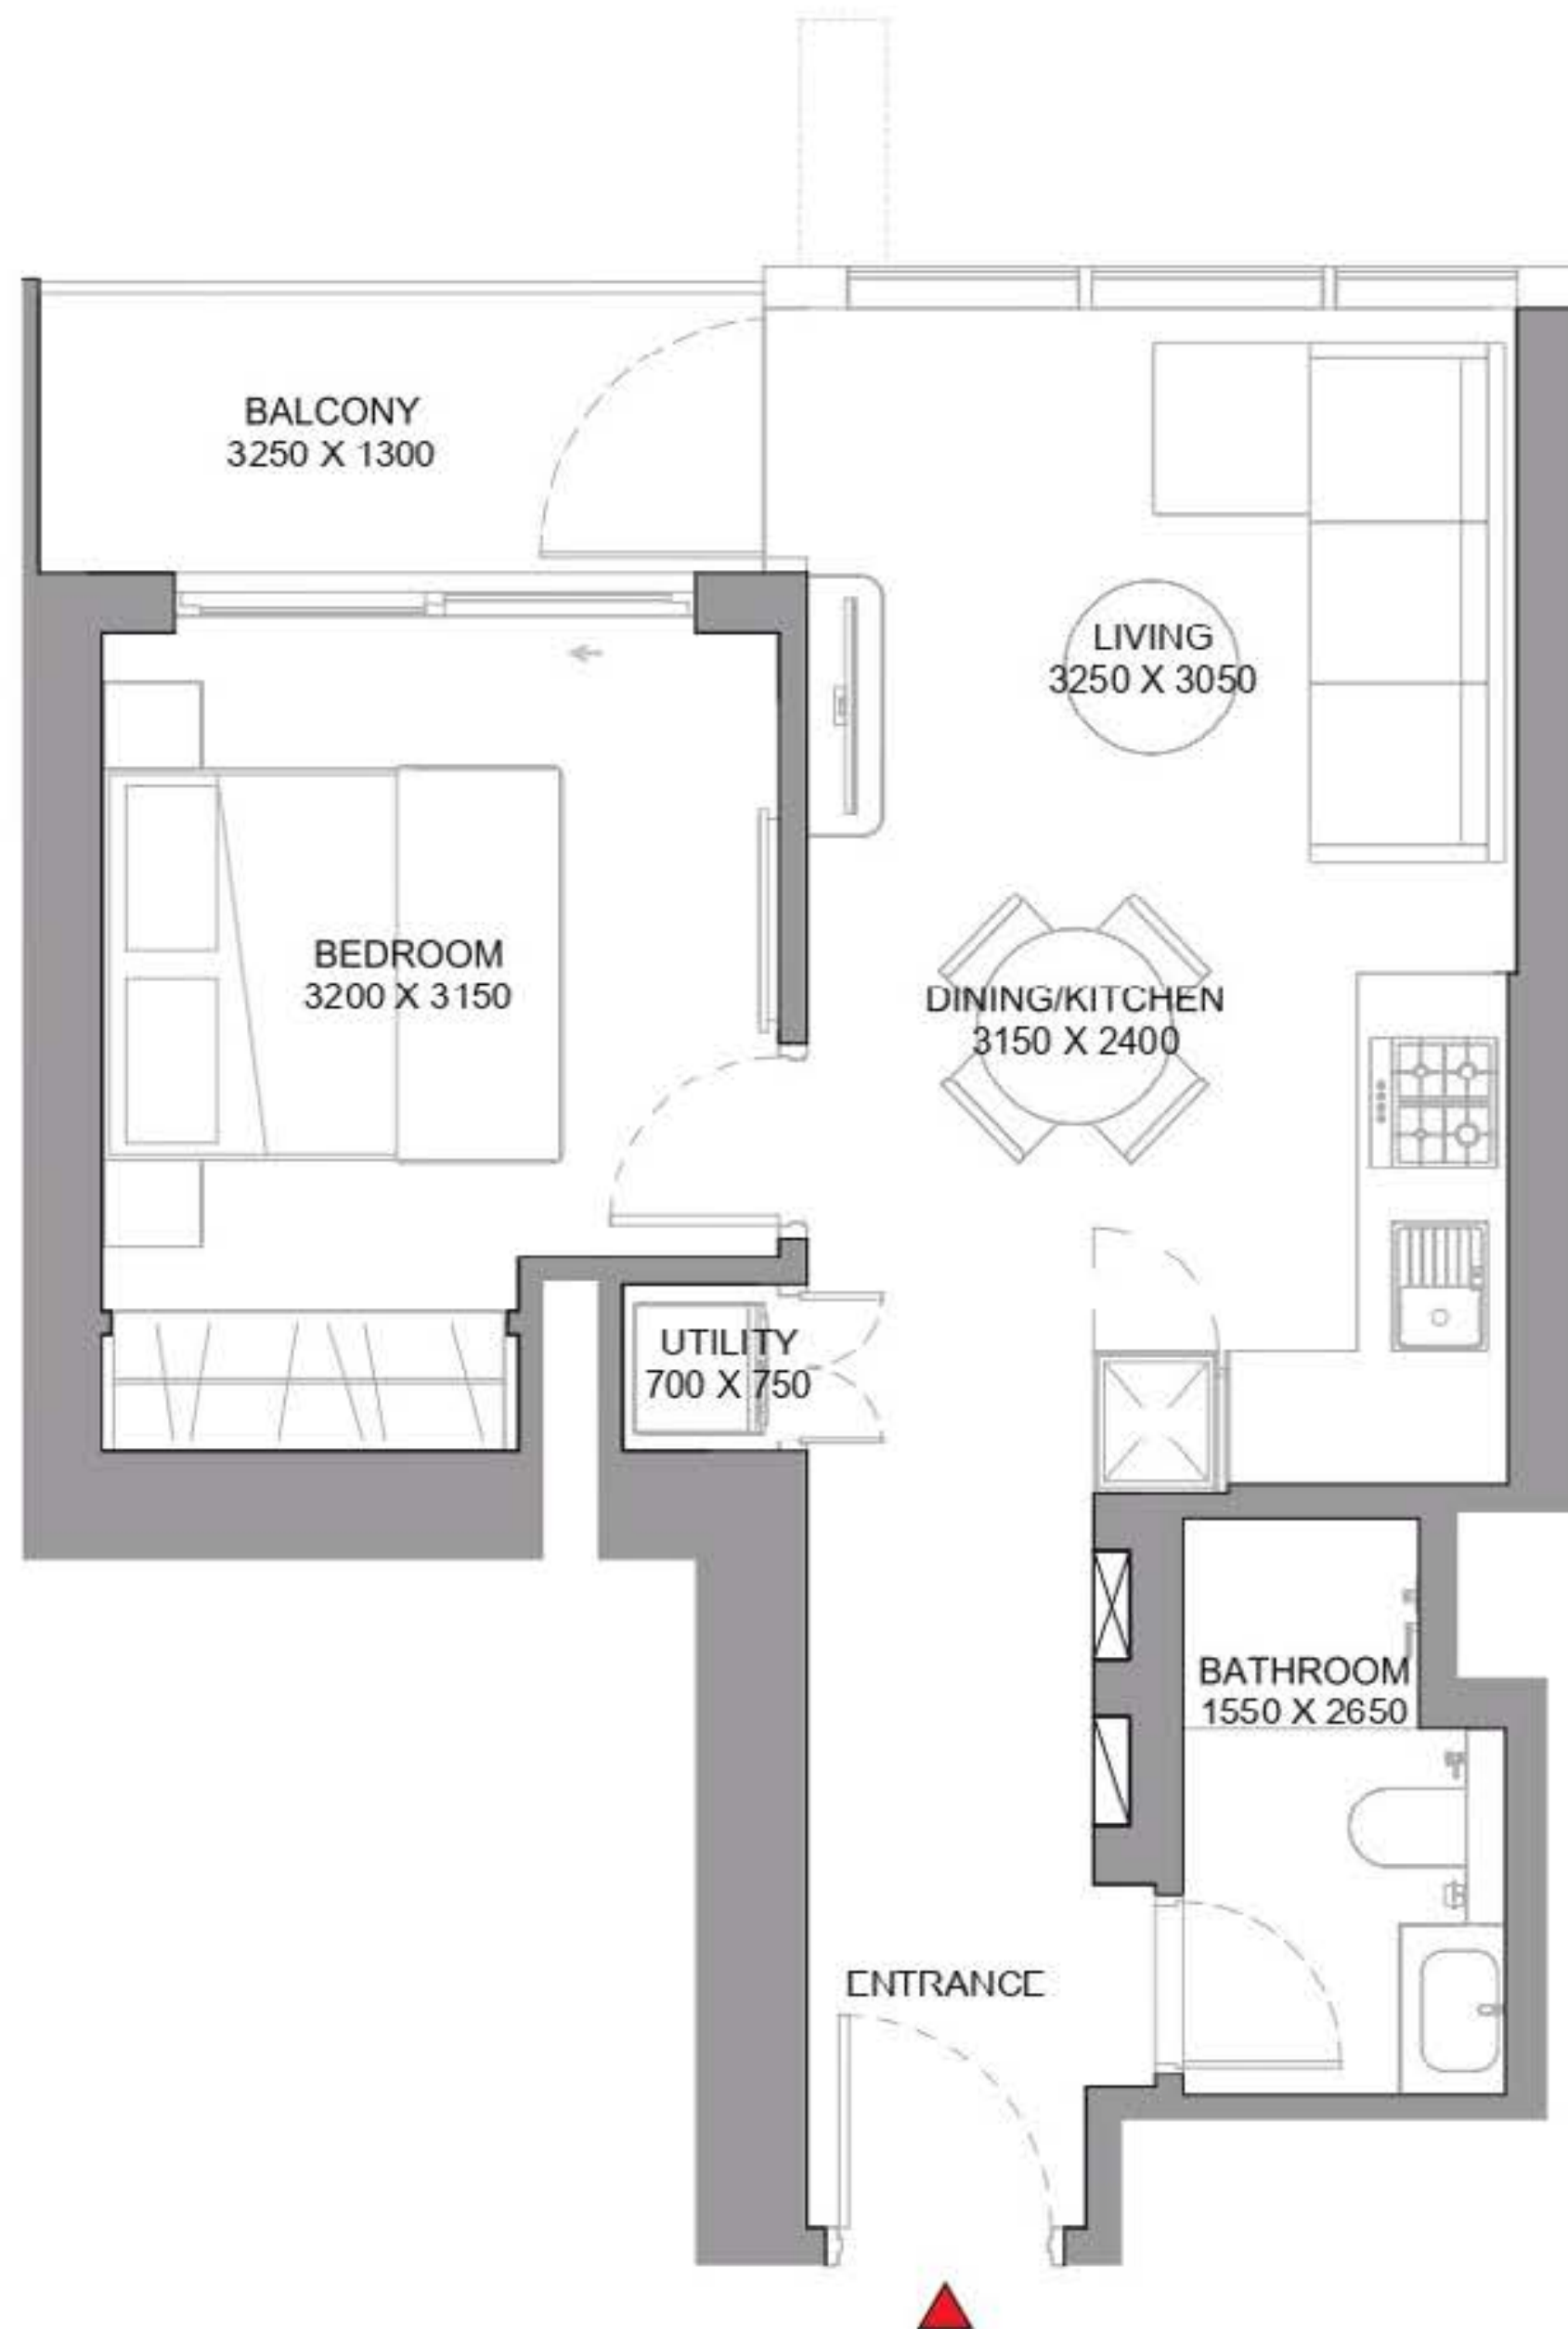 BALCONY
3250 X 1300
LIVING
3250 X 3050
BEDROOM
3200 X 3150
DINING/KITCHEN
3150 X 2400
UTILITY
700 X 750
BATHROOM
1550 X 2650
ENTRANCE